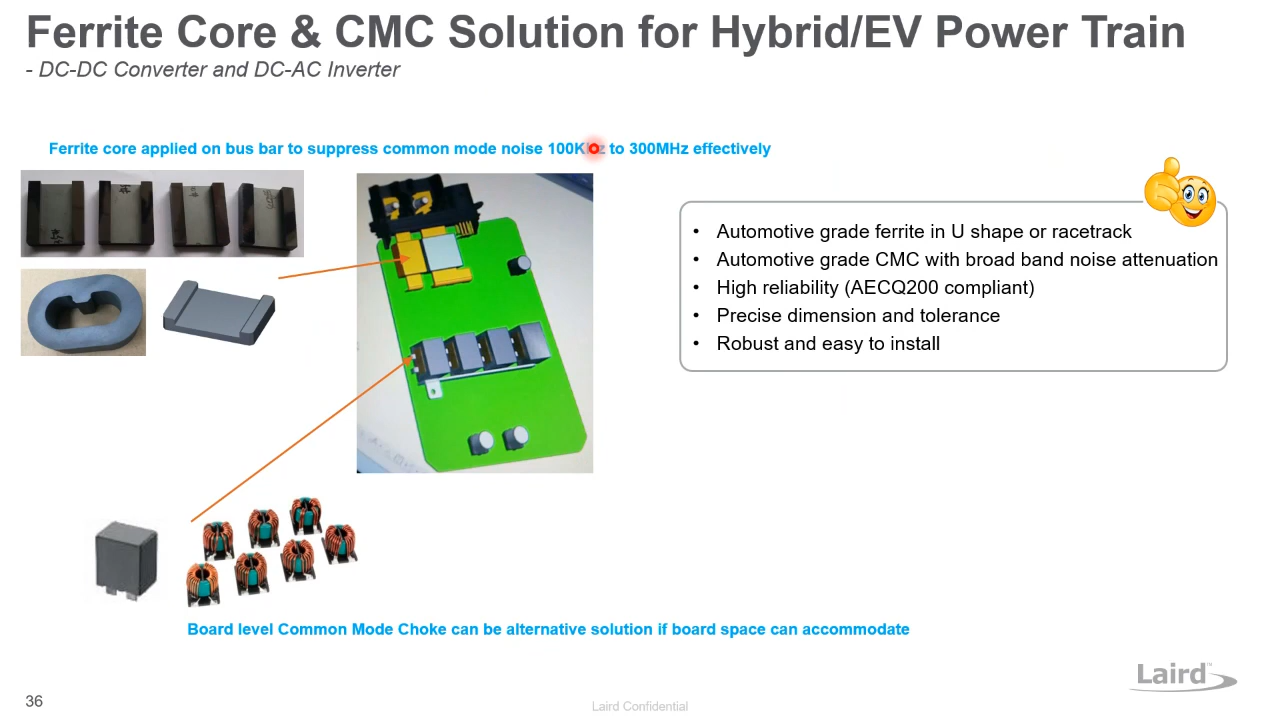 Ferrite Core & CMC Solution for Hybrid/EV Power Train
- DC-DC Converter and DC-AC Inverter
Ferrite core applied on bus bar to suppress common mode noise 100KHz to 300MHz effectively
• Automotive grade ferrite in U shape or racetrack
• Automotive grade CMC with broad band noise attenuation
• High reliability (AECQ200 compliant)
• Precise dimension and tolerance
• Robust and easy to install
Board level Common Mode Choke can be alternative solution if board space can accommodate
Laird™
36
Laird Confidential